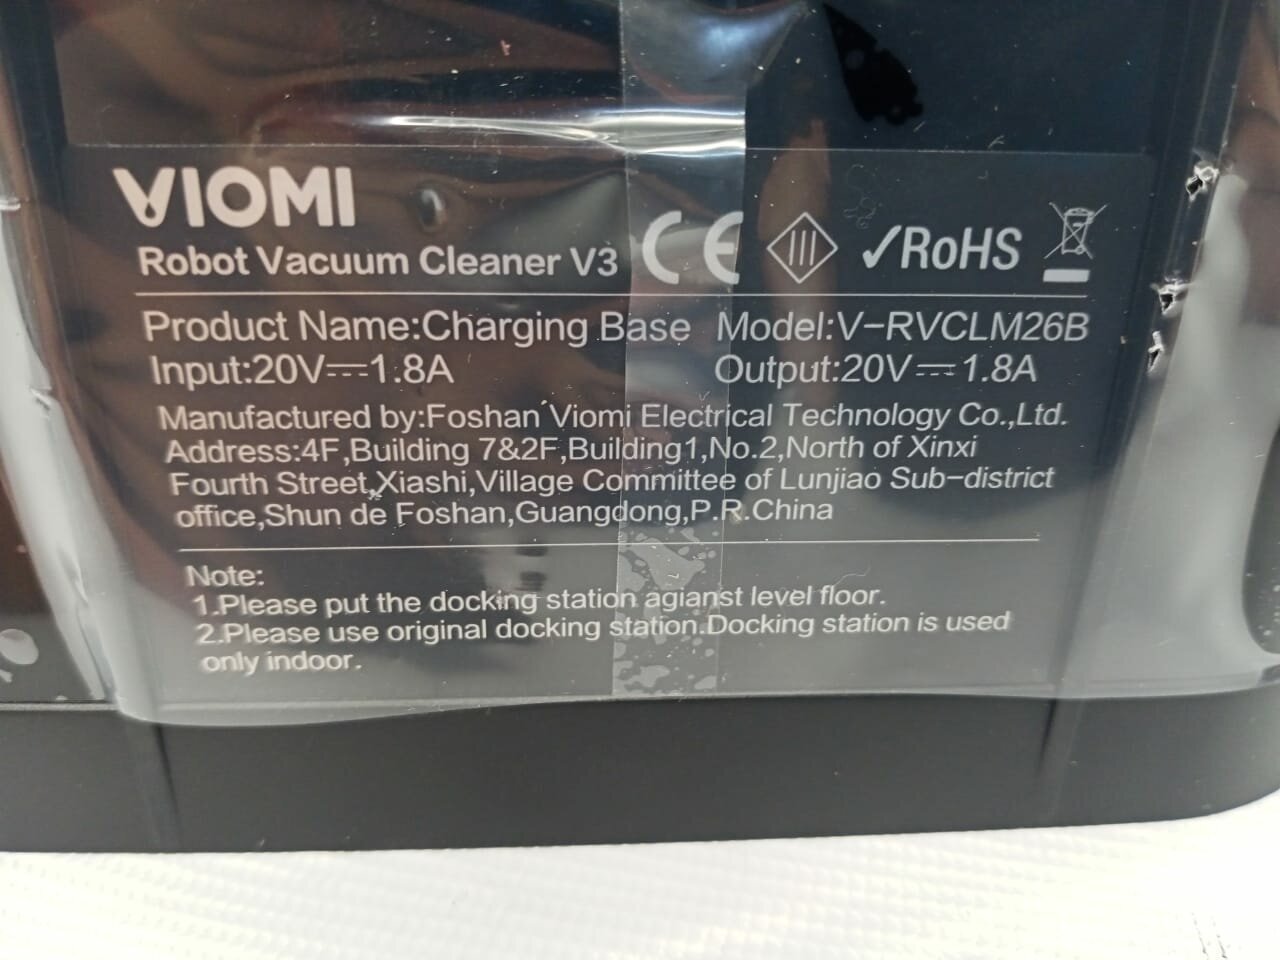 VIOMI
Robot Vacuum Cleaner V3 CE ✓RoHS
Product Name:Charging Base Model:V-RVCLM26B
Input:20V⎓1.8A Output:20V⎓1.8A
Manufactured by:Foshan Viomi Electrical Technology Co.,Ltd.
Address:4F,Building 7&2F,Building1,No.2,North of Xinxi
Fourth Street,Xiashi,Village Committee of Lunjiao Sub-district
office,Shun de Foshan,Guangdong,P.R.China
Note:
1.Please put the docking station agianst level floor.
2.Please use original docking station.Docking station is used
only indoor.